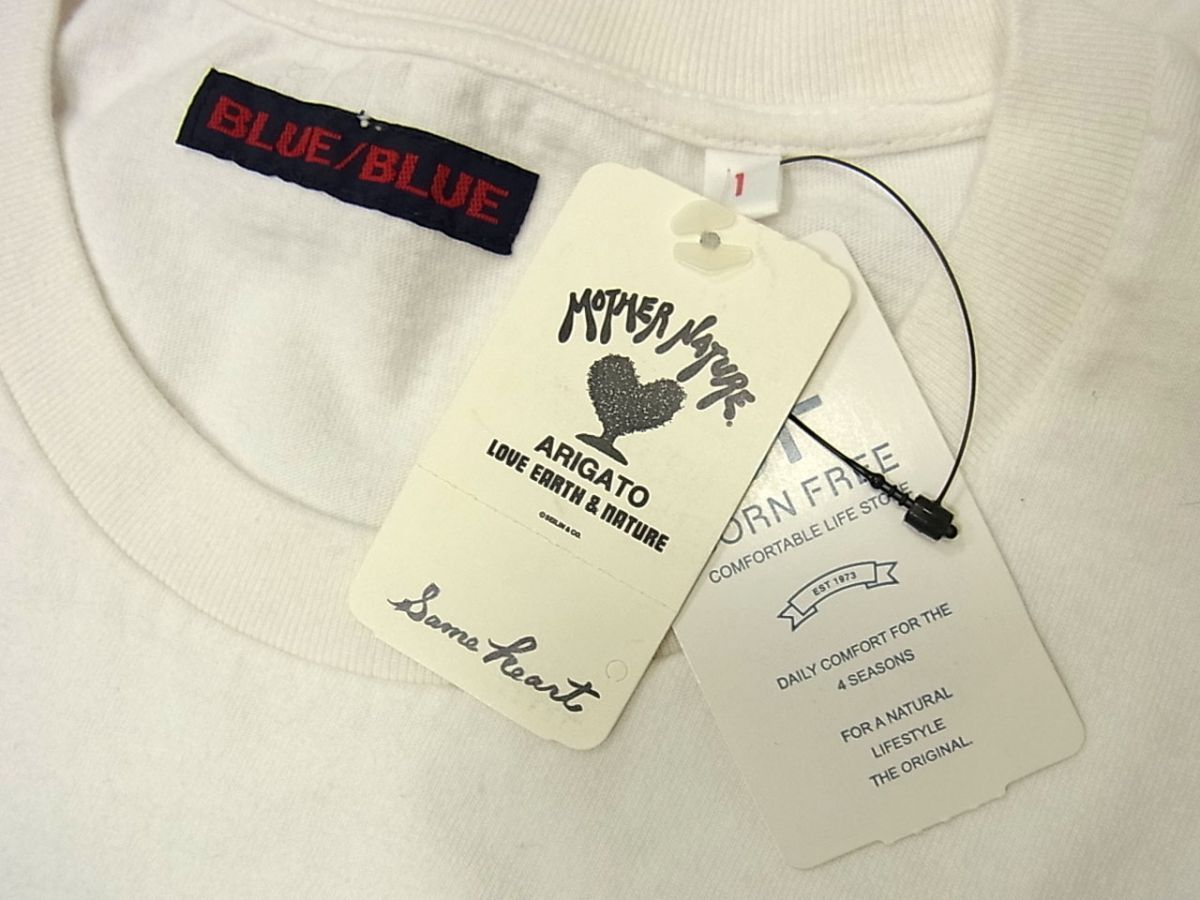 BLUE/BLUE
1
MOTHER NATURE
ARIGATO
LOVE EARTH & NATURE
Same heart
ORN FREE
COMFORTABLE LIFE STORE
EST 1973
DAILY COMFORT FOR THE
4 SEASONS
FOR A NATURAL
LIFESTYLE
THE ORIGINAL.